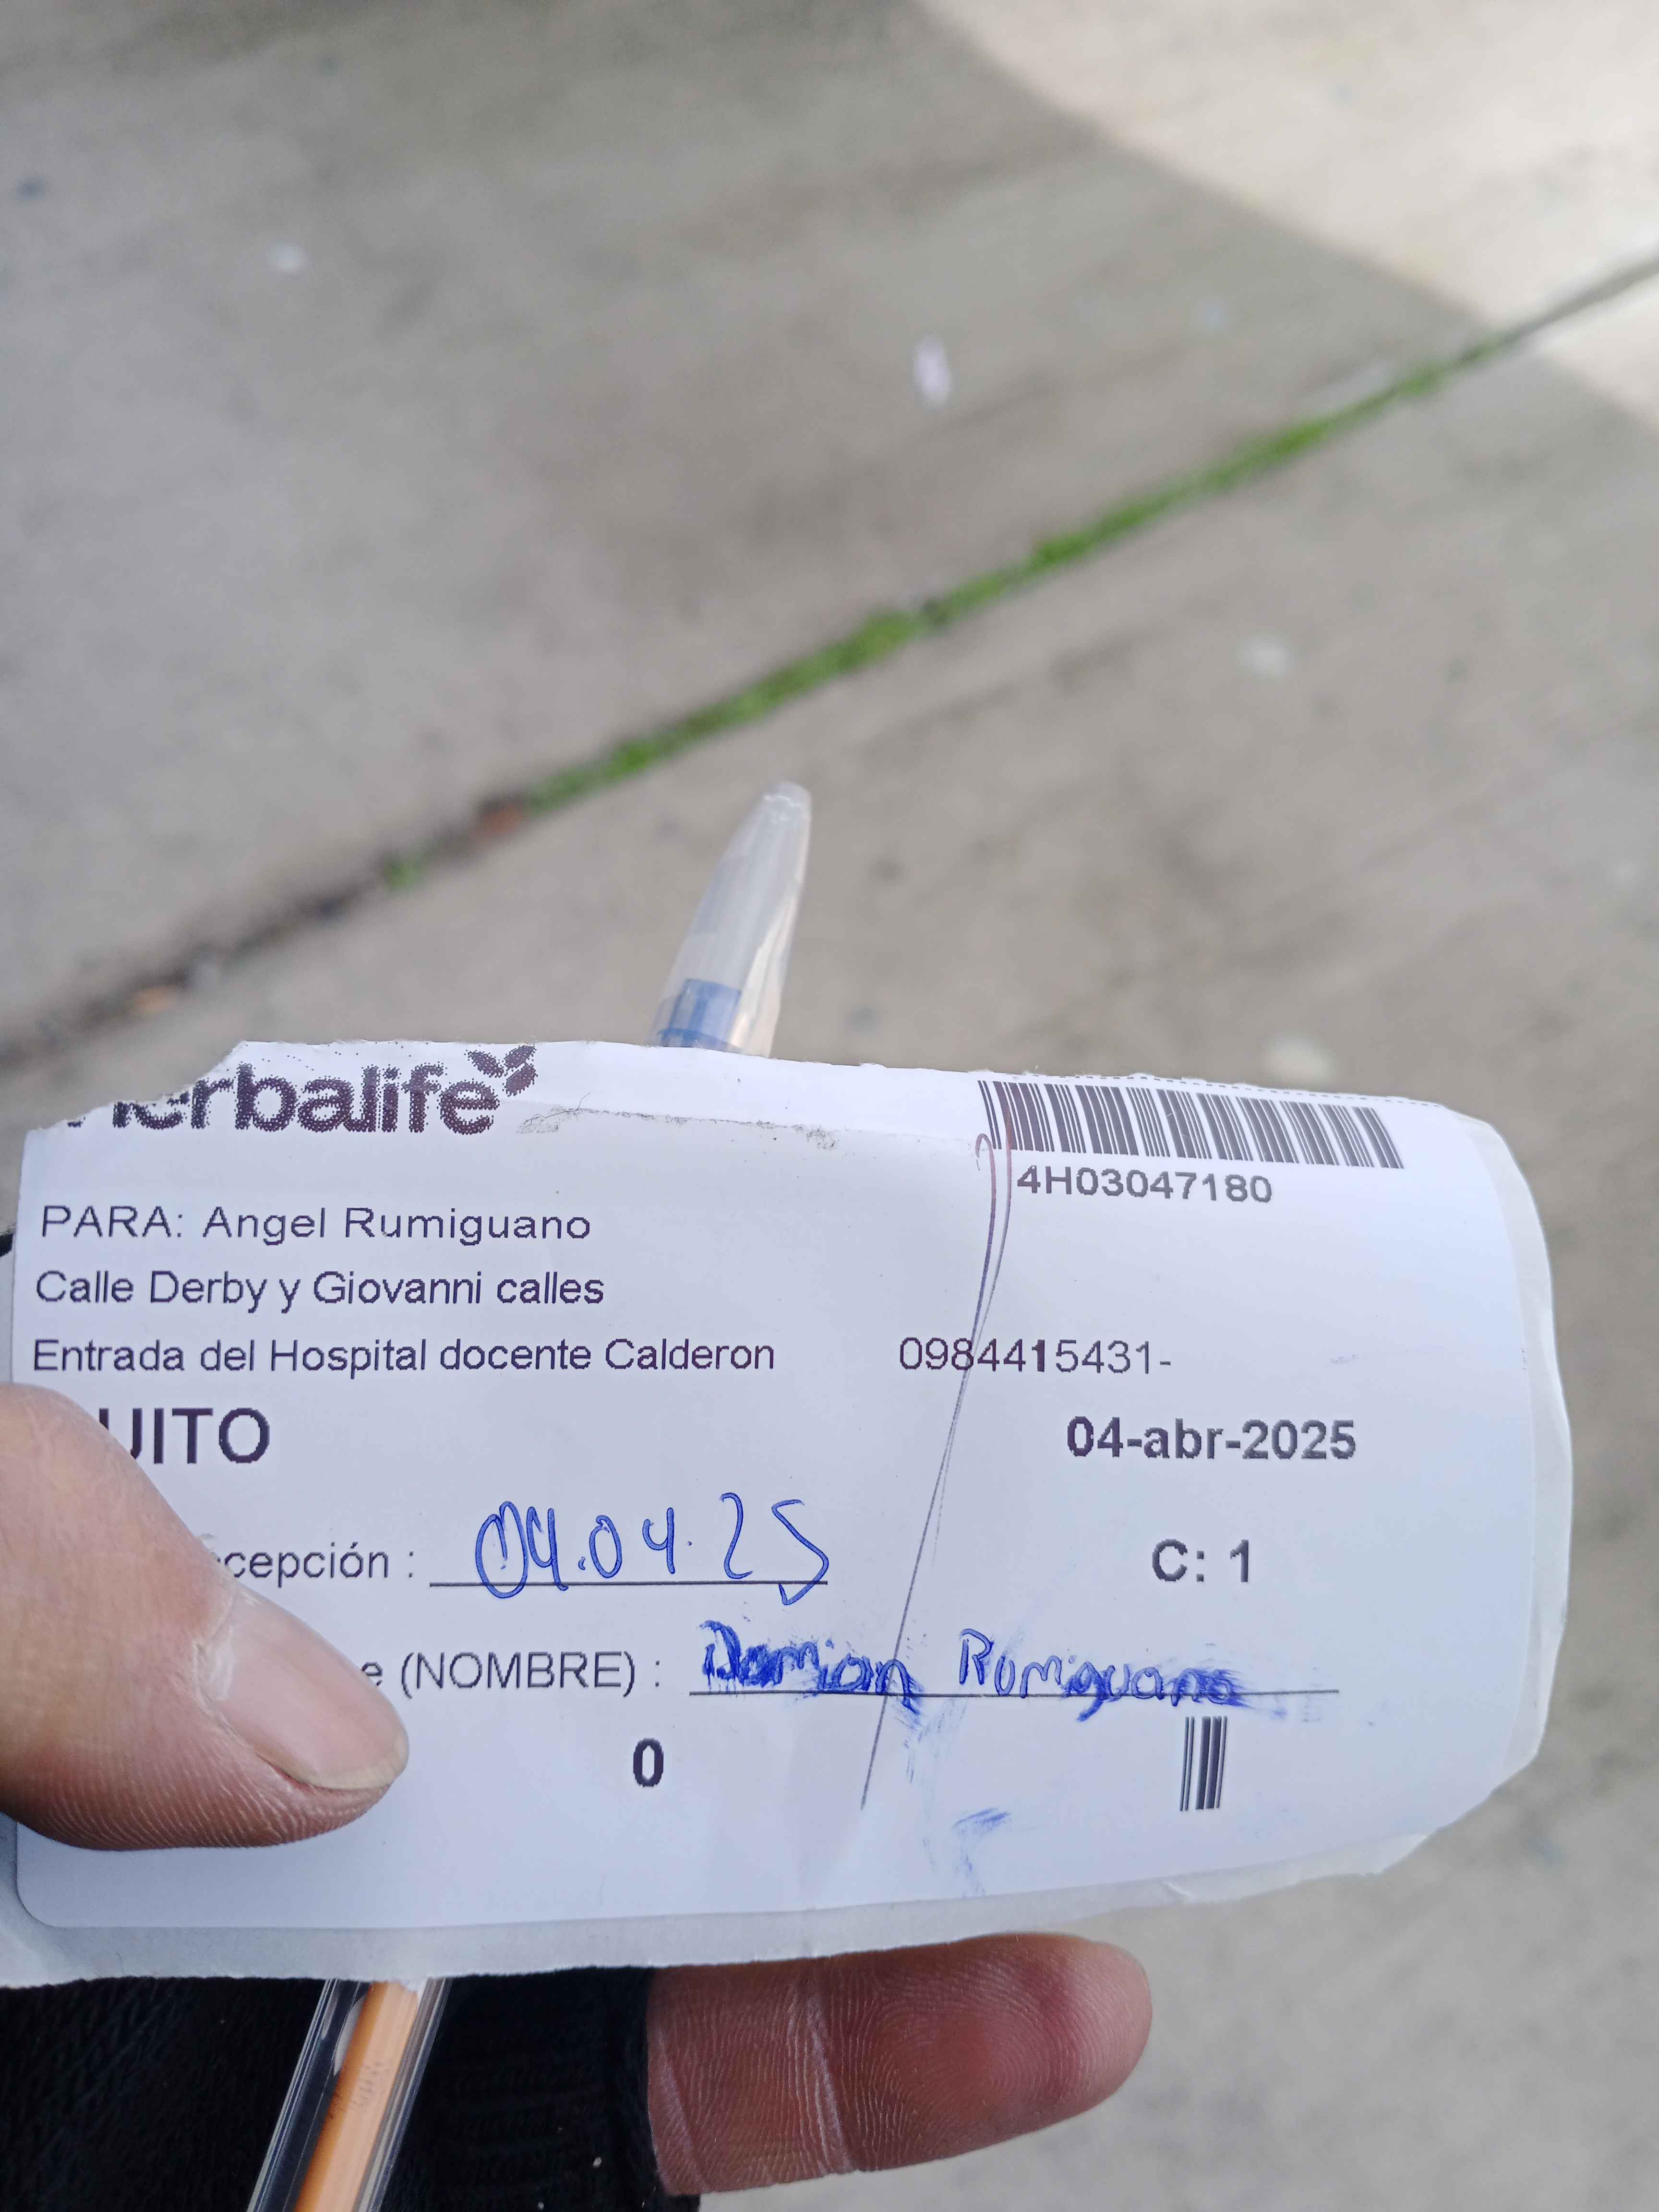 Herbalife
4H03047180
PARA: Angel Rumiguano
Calle Derby y Giovanni calles
Entrada del Hospital docente Calderon 0984415431-
UITO 04-abr-2025
cepción : 04.04.25 C: 1
e (NOMBRE) : Damian Rumiguano
0